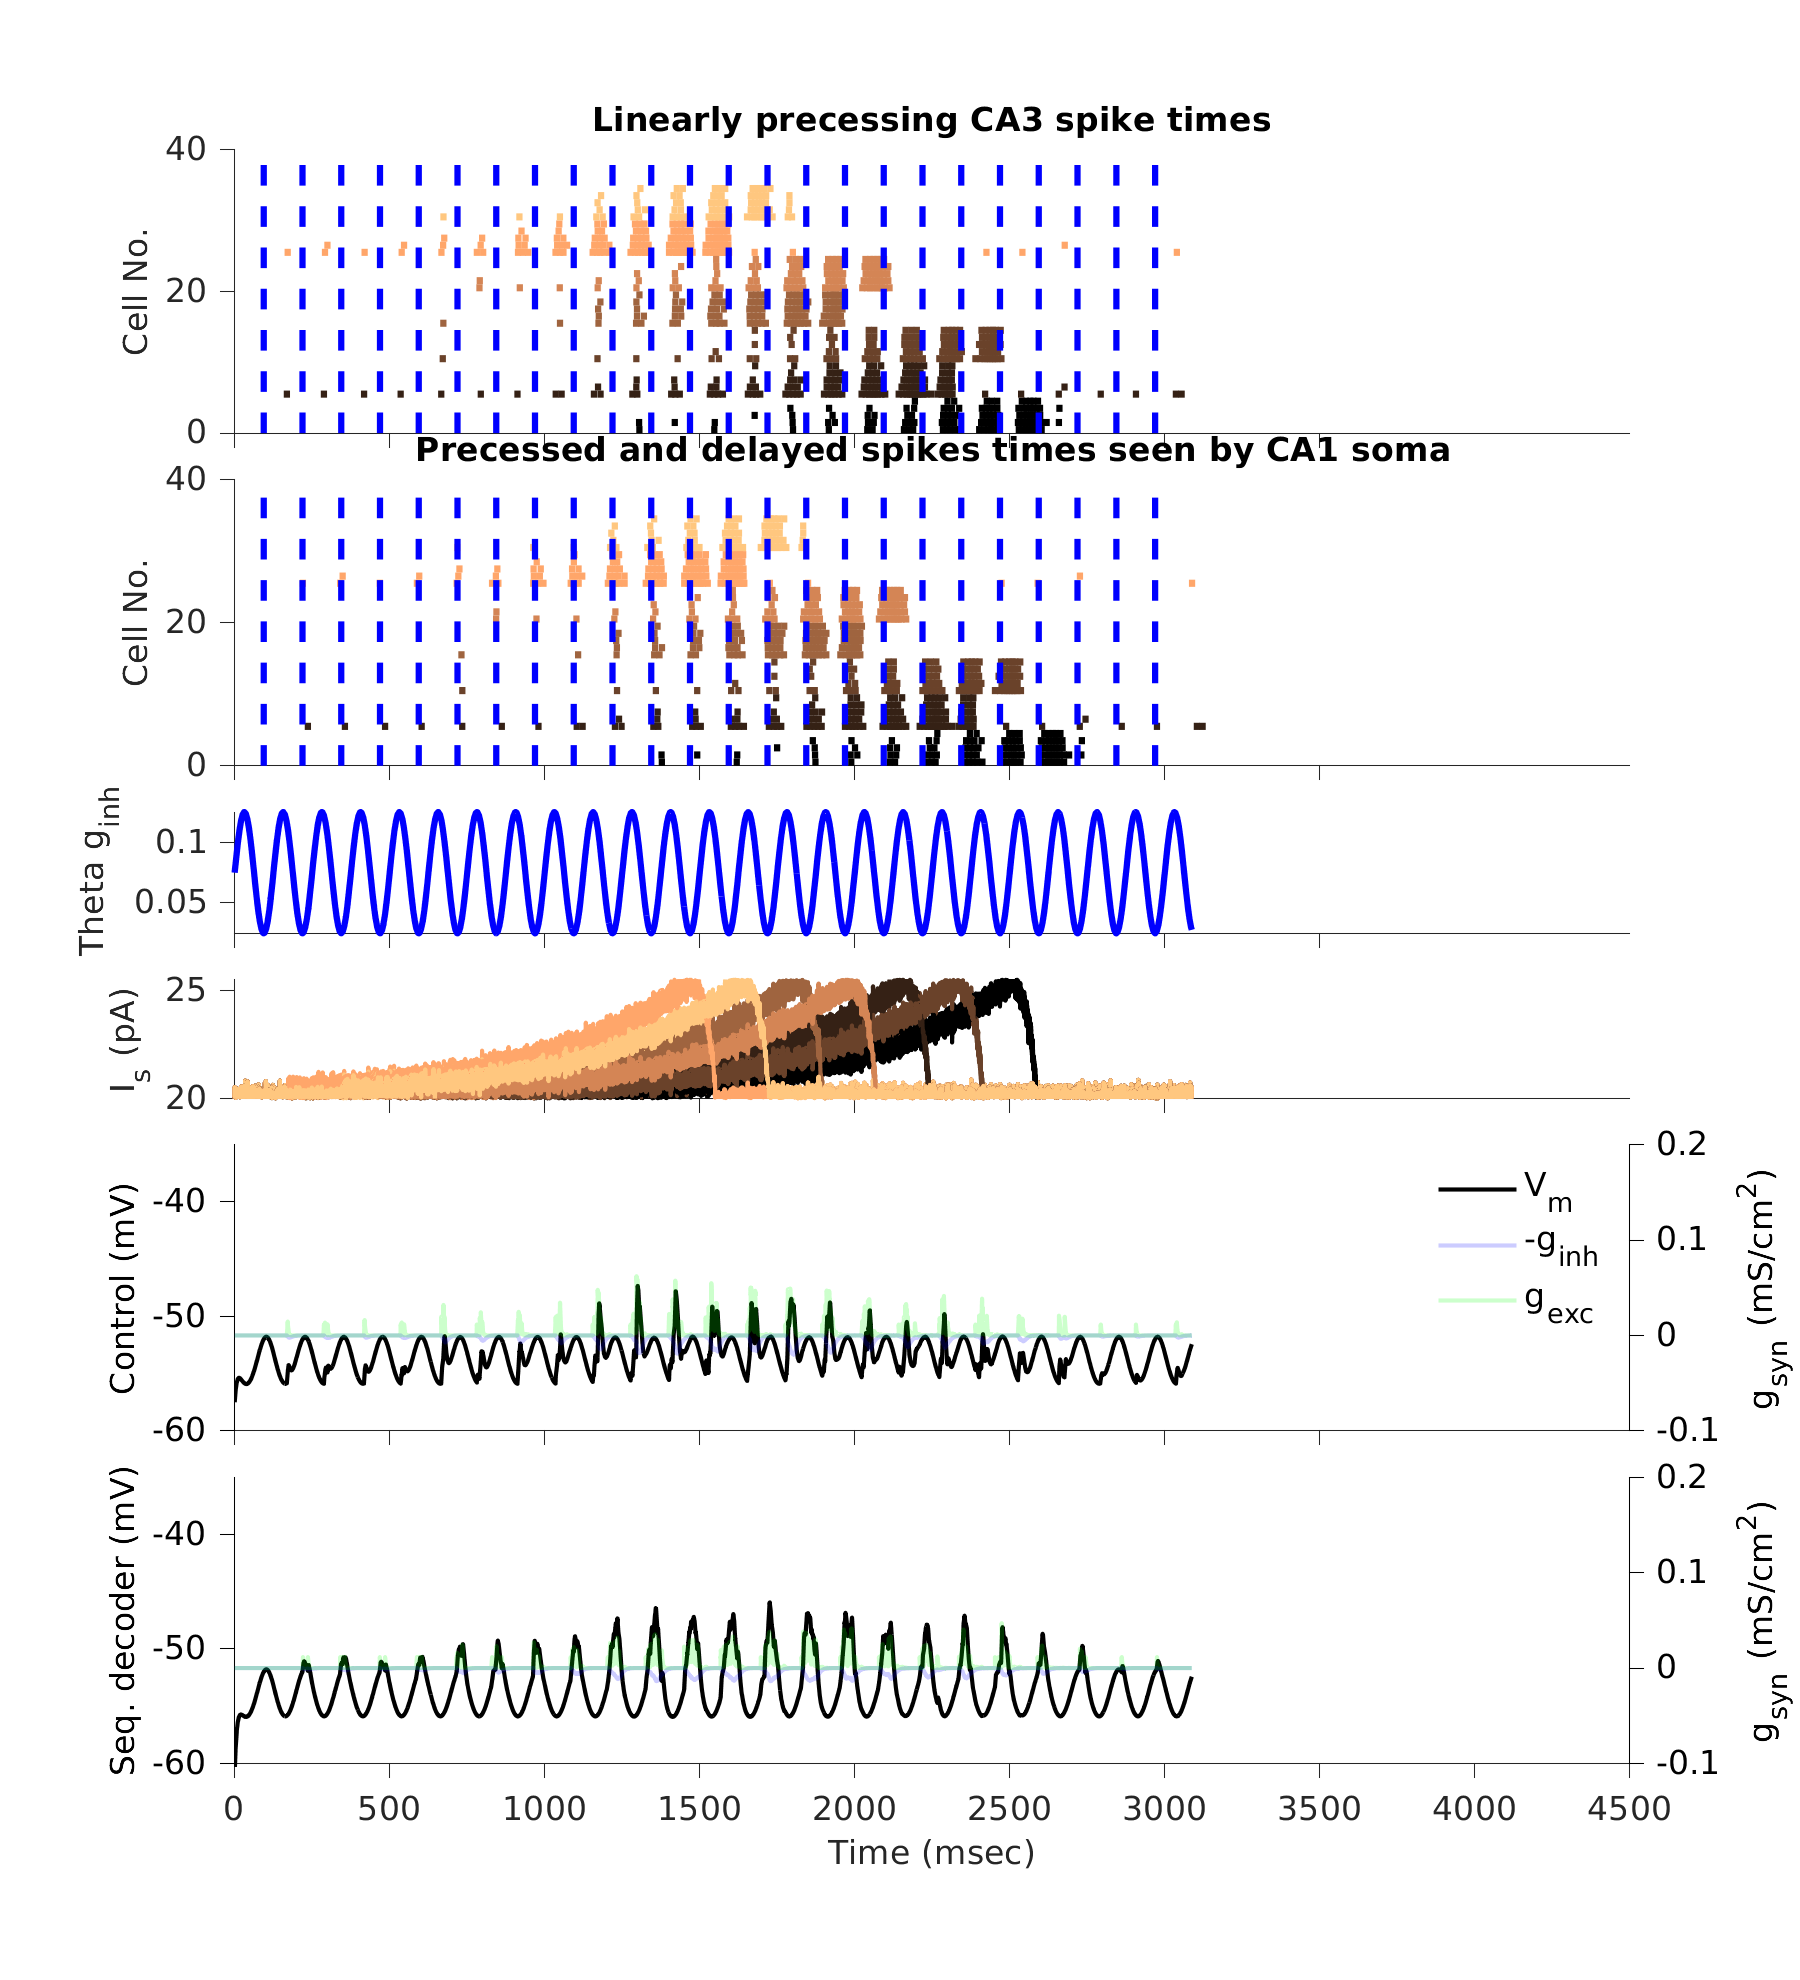 Linearly precessing CA3 spike times
40
20
0
Cell No.
Precessed and delayed spikes times seen by CA1 soma
40
20
0
Cell No.
0.1
0.05
Theta g_inh
25
20
I_s (pA)
-40
-50
-60
Control (mV)
V_m
-g_inh
g_exc
0.2
0.1
0
-0.1
g_syn (mS/cm^2)
-40
-50
-60
Seq. decoder (mV)
0.2
0.1
0
-0.1
g_syn (mS/cm^2)
0 500 1000 1500 2000 2500 3000 3500 4000 4500
Time (msec)